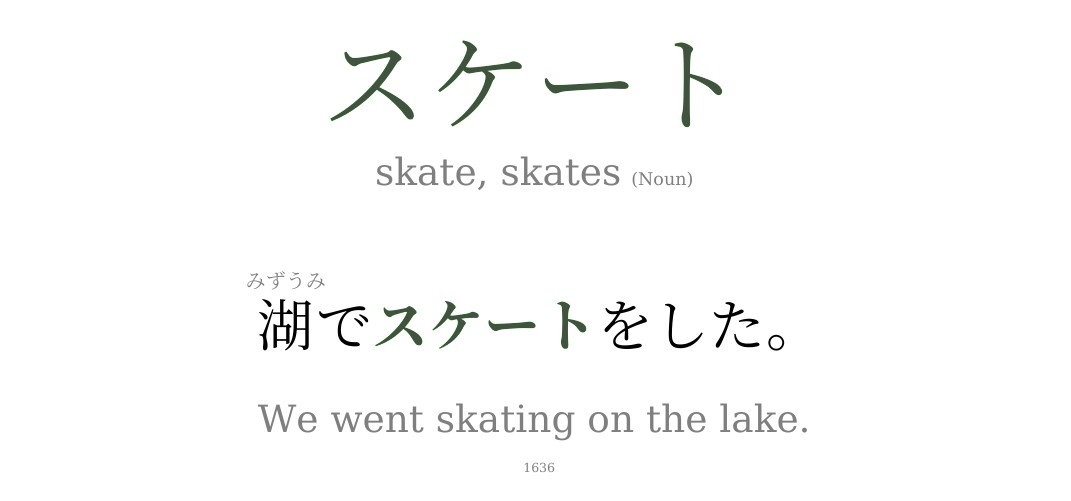 スケート
skate, skates (Noun)
みずうみ
湖でスケートをした。
We went skating on the lake.
1636